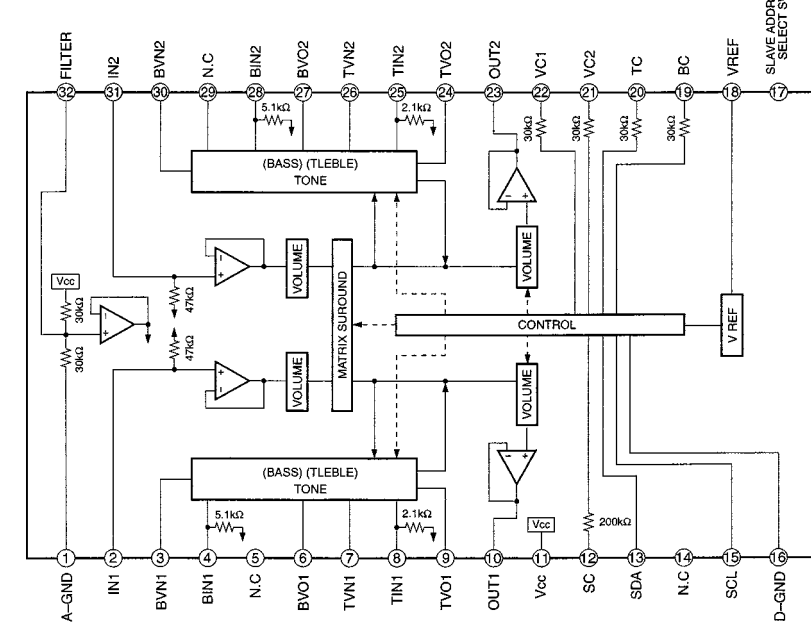 FILTER
IN2
BVN2
N.C
BIN2
BVO2
TVN2
TIN2
TVO2
OUT2
VC1
VC2
TC
BC
VREF
SELECT SW
32
31
30
29
28
27
26
25
24
23
22
21
20
19
18
17
5.1kΩ
2.1kΩ
30kΩ
30kΩ
30kΩ
30kΩ
(BASS) (TLEBLE)
TONE
− +
VOLUME
− +
VOLUME
MATRIX SUROUND
Vcc
30kΩ
− +
30kΩ
47kΩ
47kΩ
CONTROL
V REF
+ −
VOLUME
VOLUME
− +
(BASS) (TLEBLE)
TONE
5.1kΩ
2.1kΩ
Vcc
200kΩ
1
2
3
4
5
6
7
8
9
10
11
12
13
14
15
16
A–GND
IN1
BVN1
BIN1
N.C
BVO1
TVN1
TIN1
TVO1
OUT1
Vcc
SC
SDA
N.C
SCL
D–GND